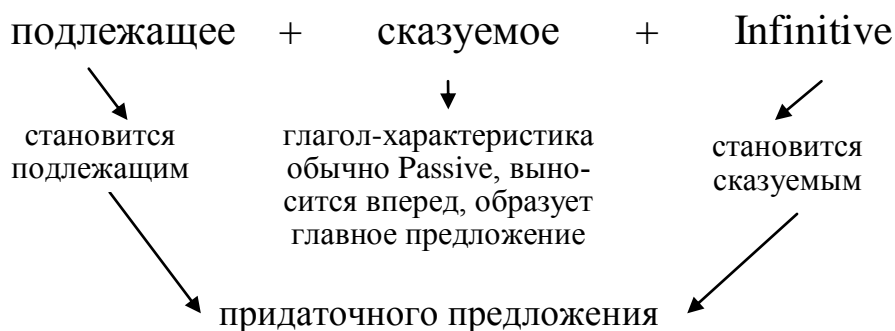 подлежащее + сказуемое + Infinitive
становится
подлежащим
глагол-характеристика
обычно Passive, выно-
сится вперед, образует
главное предложение
становится
сказуемым
придаточного предложения